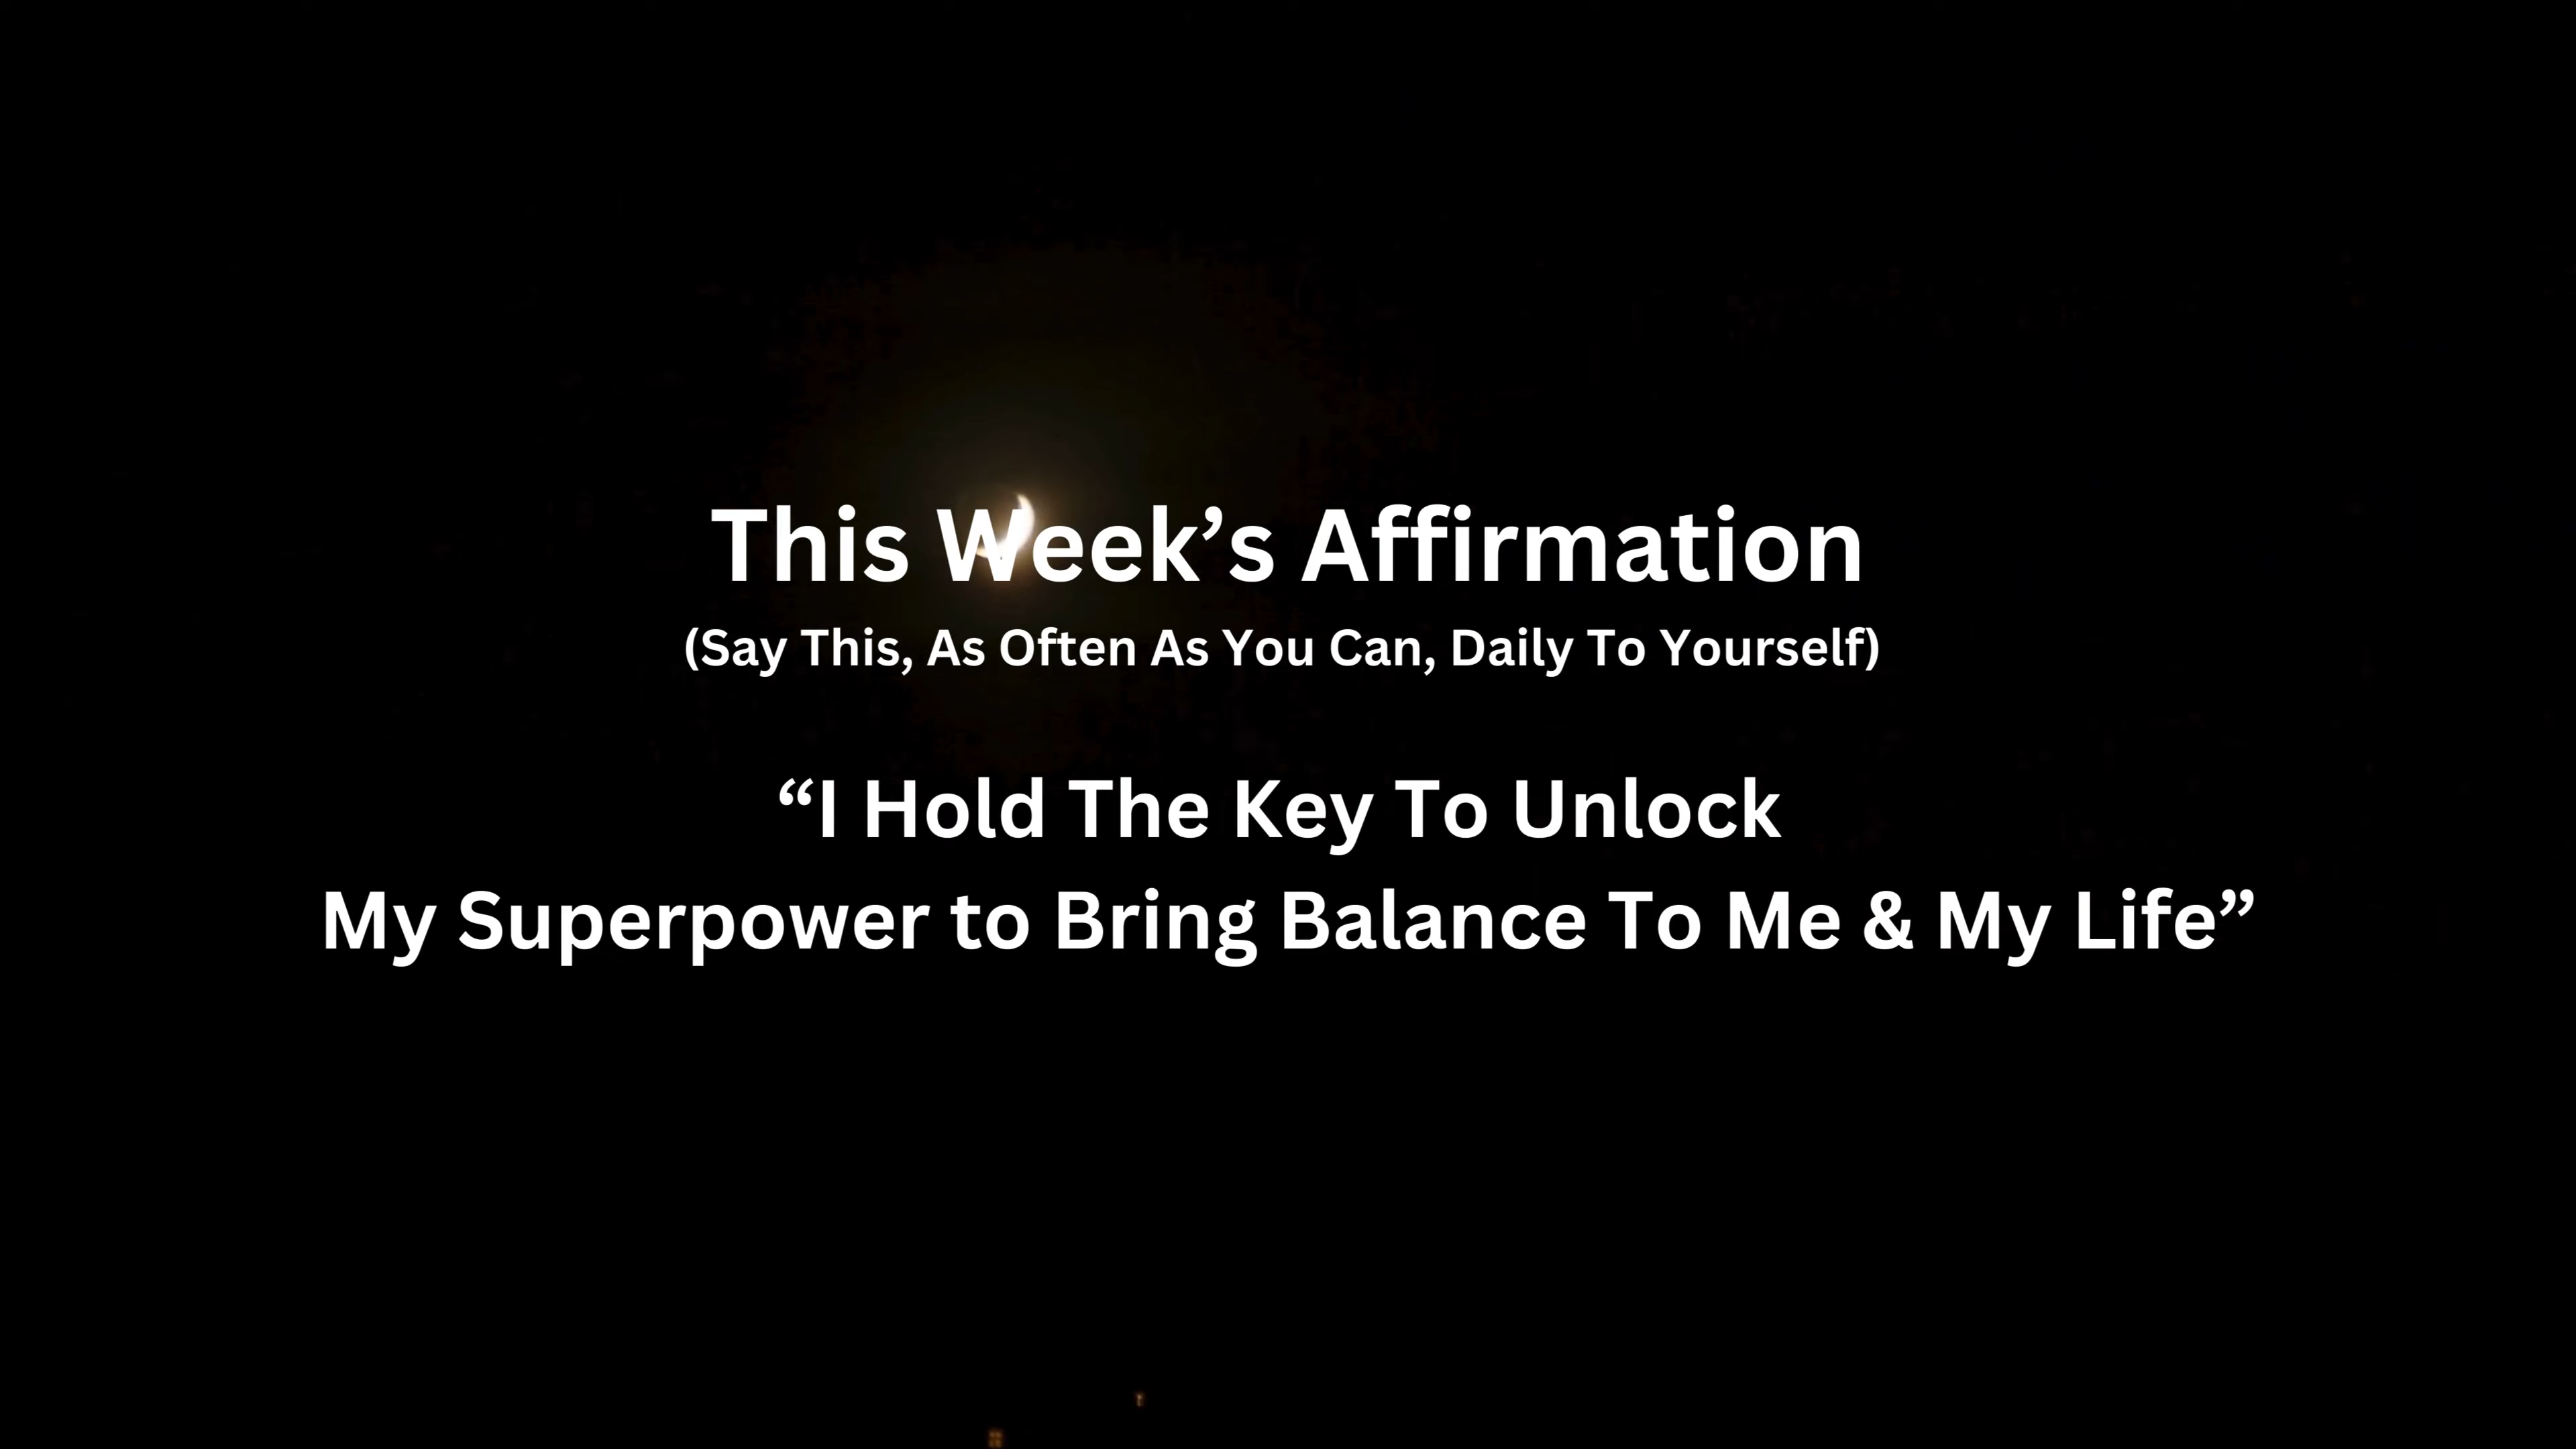 This Week’s Affirmation
(Say This, As Often As You Can, Daily To Yourself)
“I Hold The Key To Unlock
My Superpower to Bring Balance To Me & My Life”